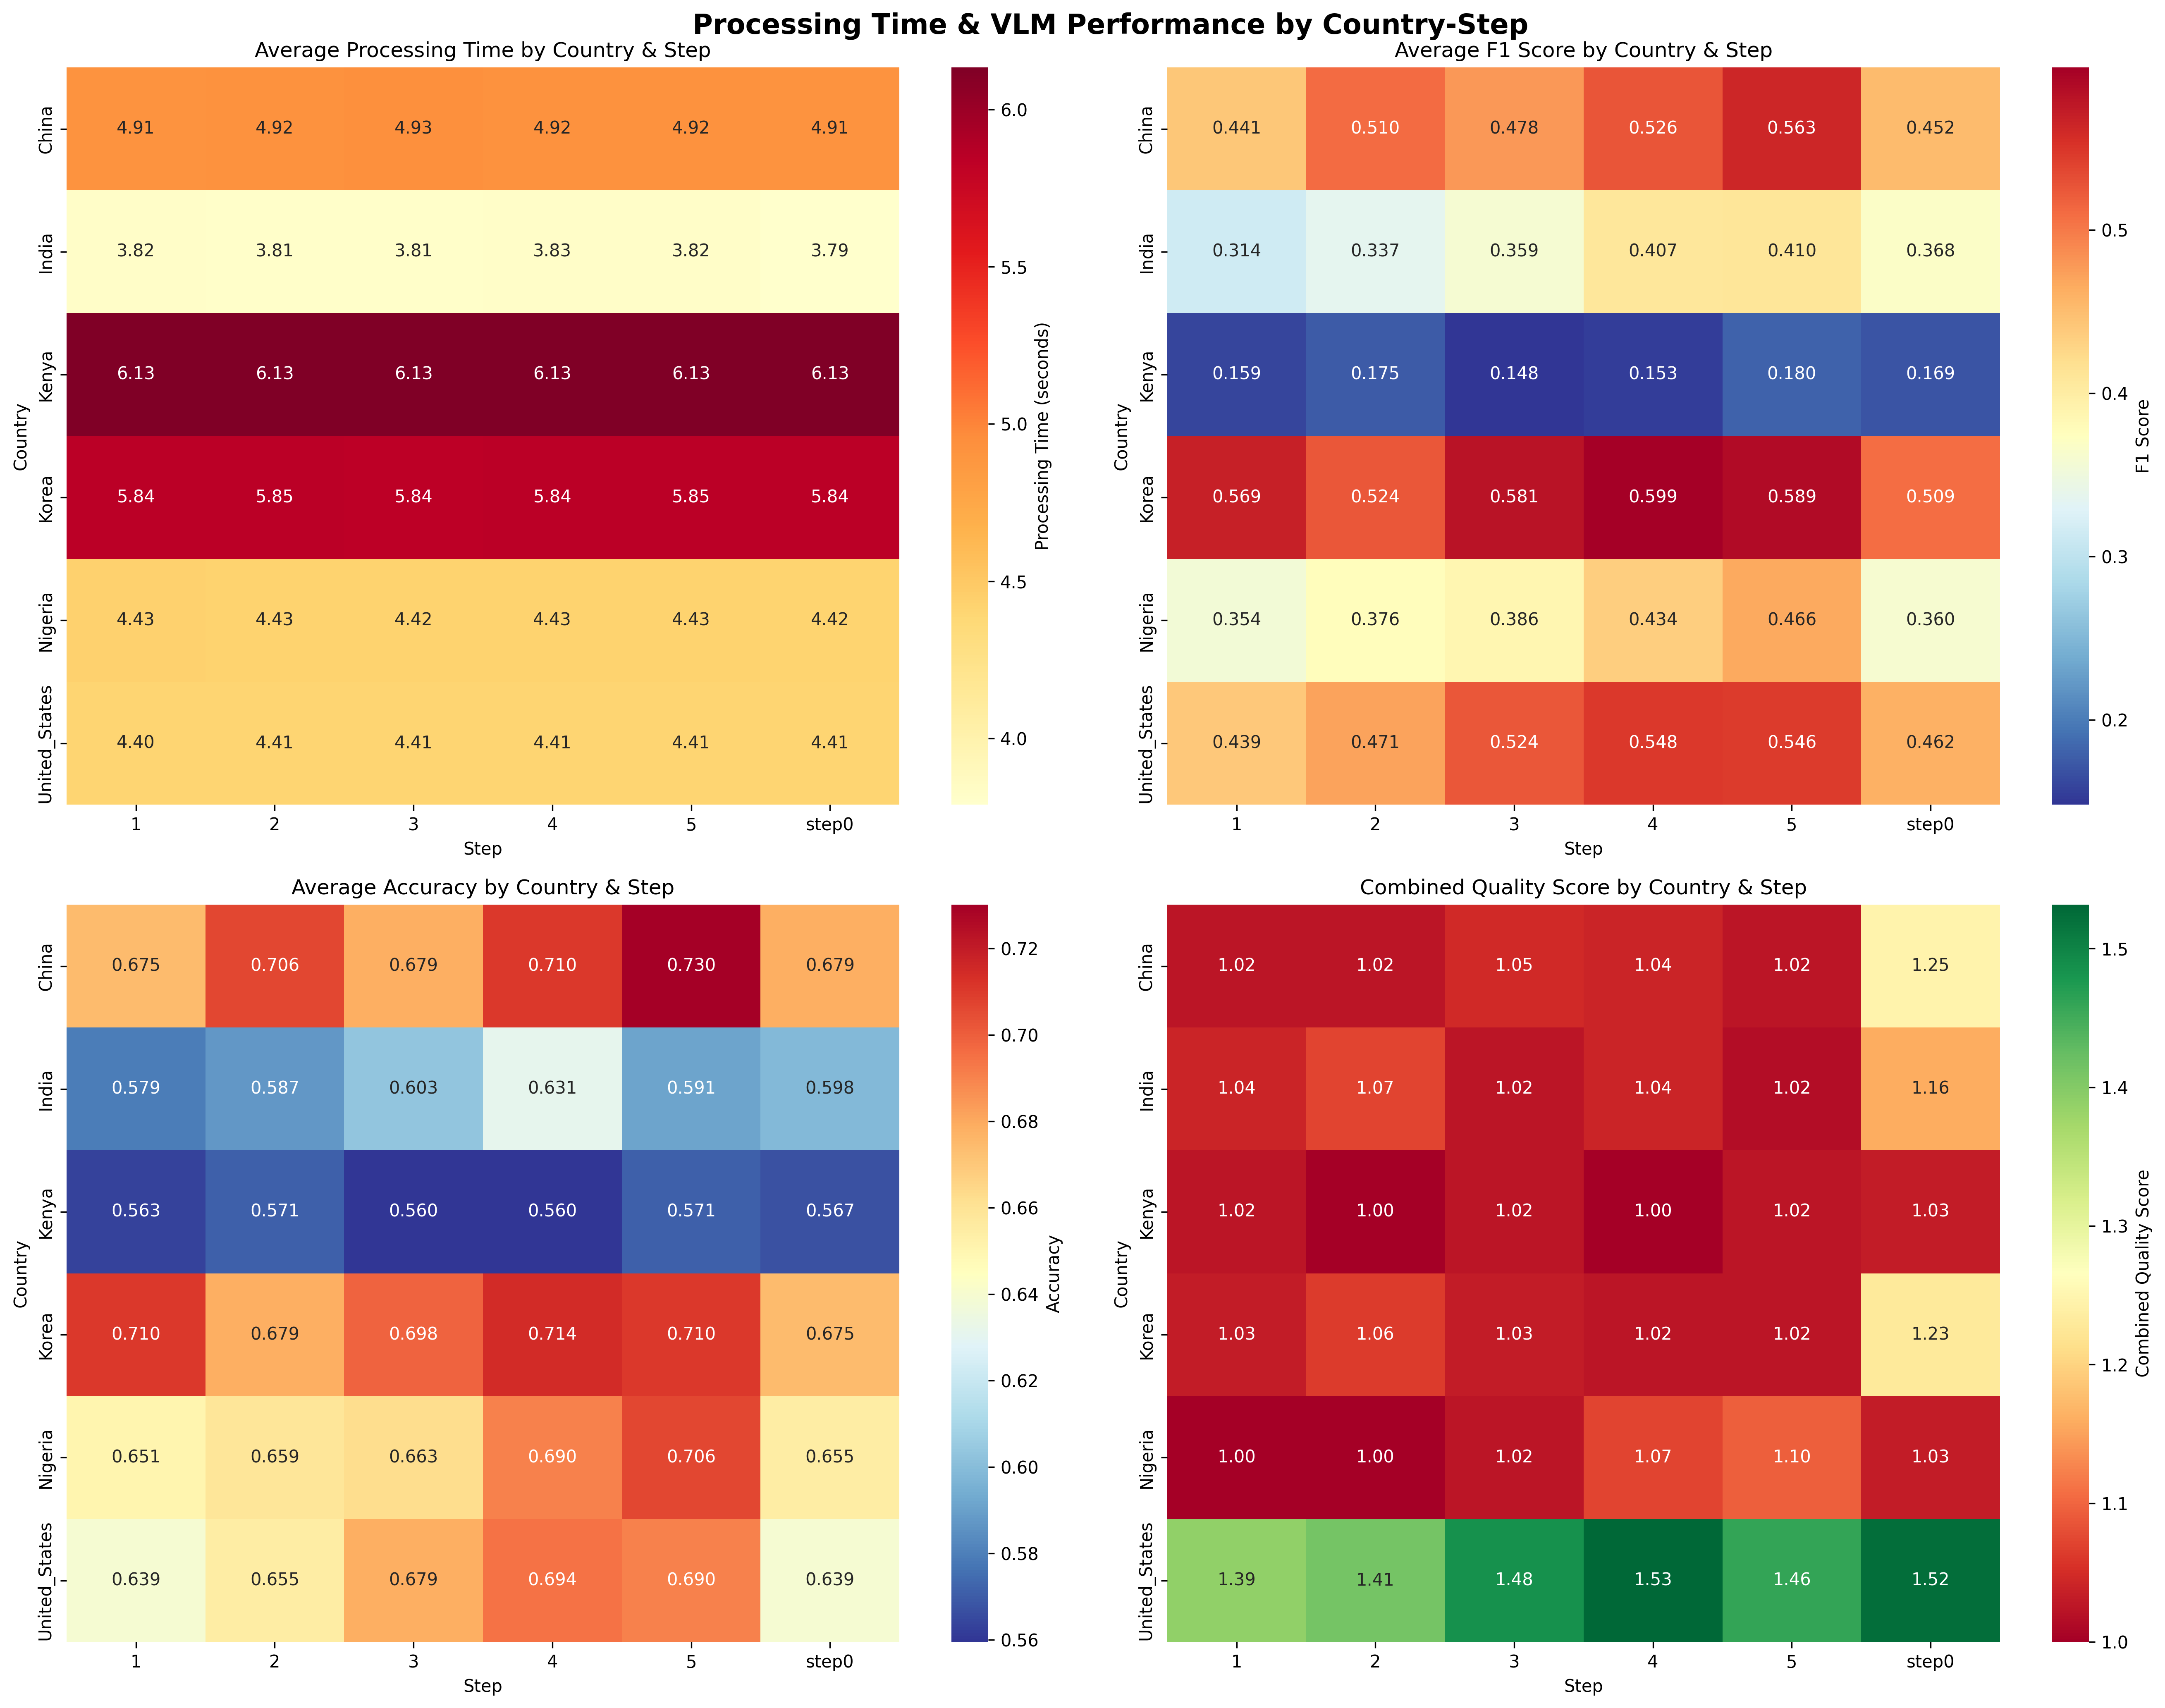 Processing Time & VLM Performance by Country-Step
Average Processing Time by Country & Step
China 4.91 4.92 4.93 4.92 4.92 4.91
India 3.82 3.81 3.81 3.83 3.82 3.79
Kenya 6.13 6.13 6.13 6.13 6.13 6.13
Korea 5.84 5.85 5.84 5.84 5.85 5.84
Nigeria 4.43 4.43 4.42 4.43 4.43 4.42
United_States 4.40 4.41 4.41 4.41 4.41 4.41
1 2 3 4 5 step0
Step
Country
6.0
5.5
5.0
4.5
4.0
Processing Time (seconds)
Average F1 Score by Country & Step
China 0.441 0.510 0.478 0.526 0.563 0.452
India 0.314 0.337 0.359 0.407 0.410 0.368
Kenya 0.159 0.175 0.148 0.153 0.180 0.169
Korea 0.569 0.524 0.581 0.599 0.589 0.509
Nigeria 0.354 0.376 0.386 0.434 0.466 0.360
United_States 0.439 0.471 0.524 0.548 0.546 0.462
1 2 3 4 5 step0
Step
Country
0.5
0.4
0.3
0.2
F1 Score
Average Accuracy by Country & Step
China 0.675 0.706 0.679 0.710 0.730 0.679
India 0.579 0.587 0.603 0.631 0.591 0.598
Kenya 0.563 0.571 0.560 0.560 0.571 0.567
Korea 0.710 0.679 0.698 0.714 0.710 0.675
Nigeria 0.651 0.659 0.663 0.690 0.706 0.655
United_States 0.639 0.655 0.679 0.694 0.690 0.639
1 2 3 4 5 step0
Step
Country
0.72
0.70
0.68
0.66
0.64
0.62
0.60
0.58
0.56
Accuracy
Combined Quality Score by Country & Step
China 1.02 1.02 1.05 1.04 1.02 1.25
India 1.04 1.07 1.02 1.04 1.02 1.16
Kenya 1.02 1.00 1.02 1.00 1.02 1.03
Korea 1.03 1.06 1.03 1.02 1.02 1.23
Nigeria 1.00 1.00 1.02 1.07 1.10 1.03
United_States 1.39 1.41 1.48 1.53 1.46 1.52
1 2 3 4 5 step0
Step
Country
1.5
1.4
1.3
1.2
1.1
1.0
Combined Quality Score